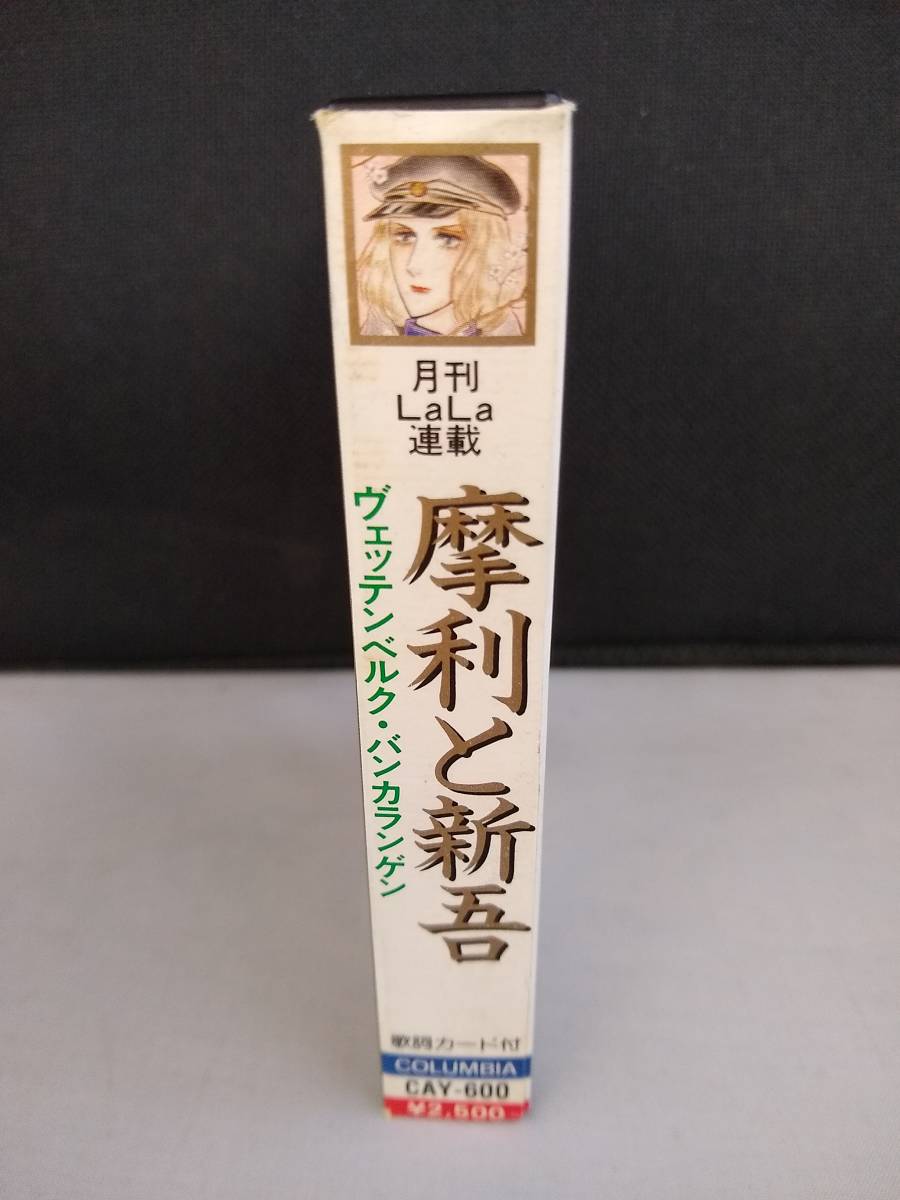 月刊
LaLa
連載
摩利と新吾
ヴェッテンベルク・バンカランゲン
歌詞カード付
COLUMBIA
CAY-600
¥2,500